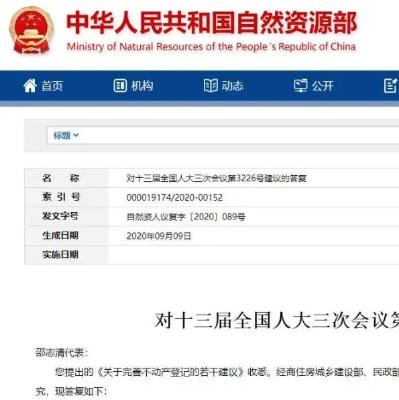 中华人民共和国自然资源部
Ministry of Natural Resources of the People's Republic of China
首页 机构 动态 公开
标题
名 称 对十三届全国人大三次会议第3226号建议的答复
索 引 号 000019174/2020-00152
发文字号 自然资人议复字〔2020〕089号
生成日期 2020年09月09日
实施日期
对十三届全国人大三次会议第
邵志清代表:
您提出的《关于完善不动产登记的若干建议》收悉。经商住房城乡建设部、民政部
究，现答复如下: